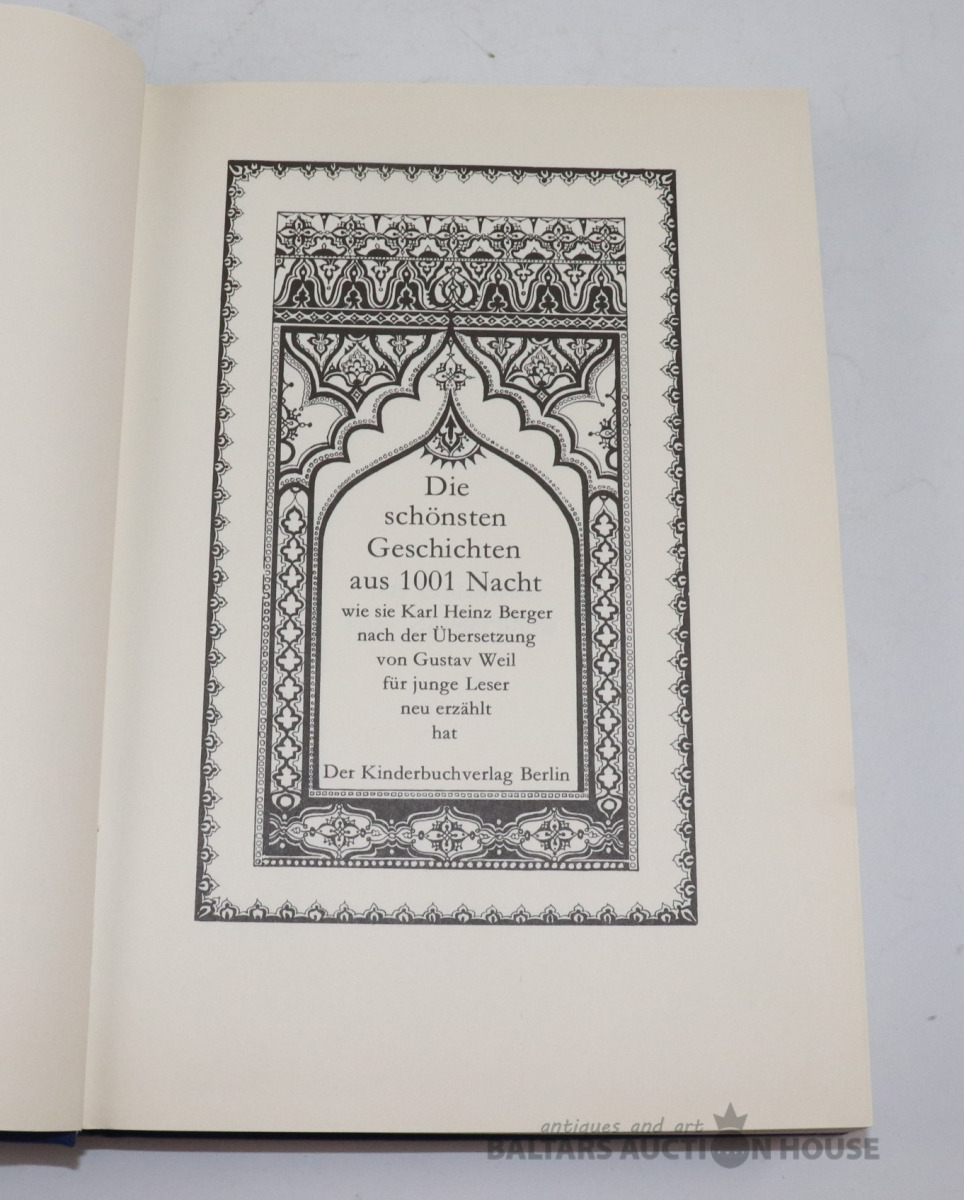 Die
schönsten
Geschichten
aus 1001 Nacht
wie sie Karl Heinz Berger
nach der Übersetzung
von Gustav Weil
für junge Leser
neu erzählt
hat
Der Kinderbuchverlag Berlin
antiques and art
BALTARS AUCTION HOUSE